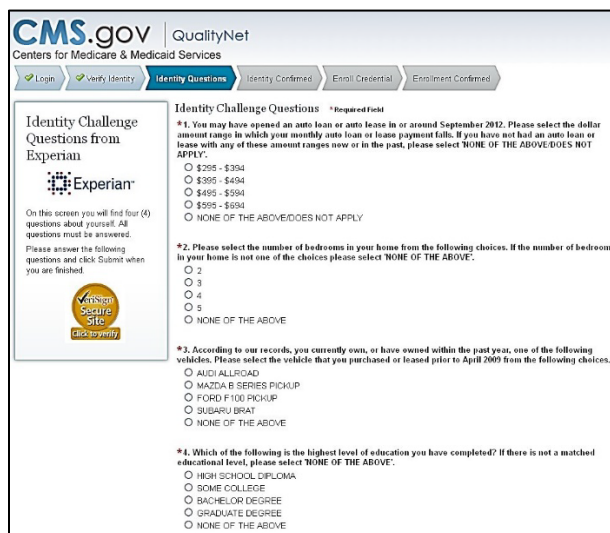 CMS.gov QualityNet
Centers for Medicare & Medicaid Services
Login Verify Identity Identity Questions Identity Confirmed Enroll Credential Enrollment Confirmed
Identity Challenge
Questions from
Experian
Experian
On this screen you will find four (4)
questions about yourself. All
questions must be answered.
Please answer the following
questions and click Submit when
you are finished.
VeriSign
Secure
Site
Click to verify
Identity Challenge Questions *Required Field
*1. You may have opened an auto loan or auto lease in or around September 2012. Please select the dollar
amount range in which your monthly auto loan or lease payment falls. If you have not had an auto loan or
lease with any of these amount ranges now or in the past, please select 'NONE OF THE ABOVE/DOES NOT
APPLY'.
$295 - $394
$395 - $494
$495 - $594
$595 - $694
NONE OF THE ABOVE/DOES NOT APPLY
*2. Please select the number of bedrooms in your home from the following choices. If the number of bedroom
in your home is not one of the choices please select 'NONE OF THE ABOVE'.
2
3
4
5
NONE OF THE ABOVE
*3. According to our records, you currently own, or have owned within the past year, one of the following
vehicles. Please select the vehicle that you purchased or leased prior to April 2009 from the following choices.
AUDI ALLROAD
MAZDA B SERIES PICKUP
FORD F100 PICKUP
SUBARU BRAT
NONE OF THE ABOVE
*4. Which of the following is the highest level of education you have completed? If there is not a matched
educational level, please select 'NONE OF THE ABOVE'.
HIGH SCHOOL DIPLOMA
SOME COLLEGE
BACHELOR DEGREE
GRADUATE DEGREE
NONE OF THE ABOVE